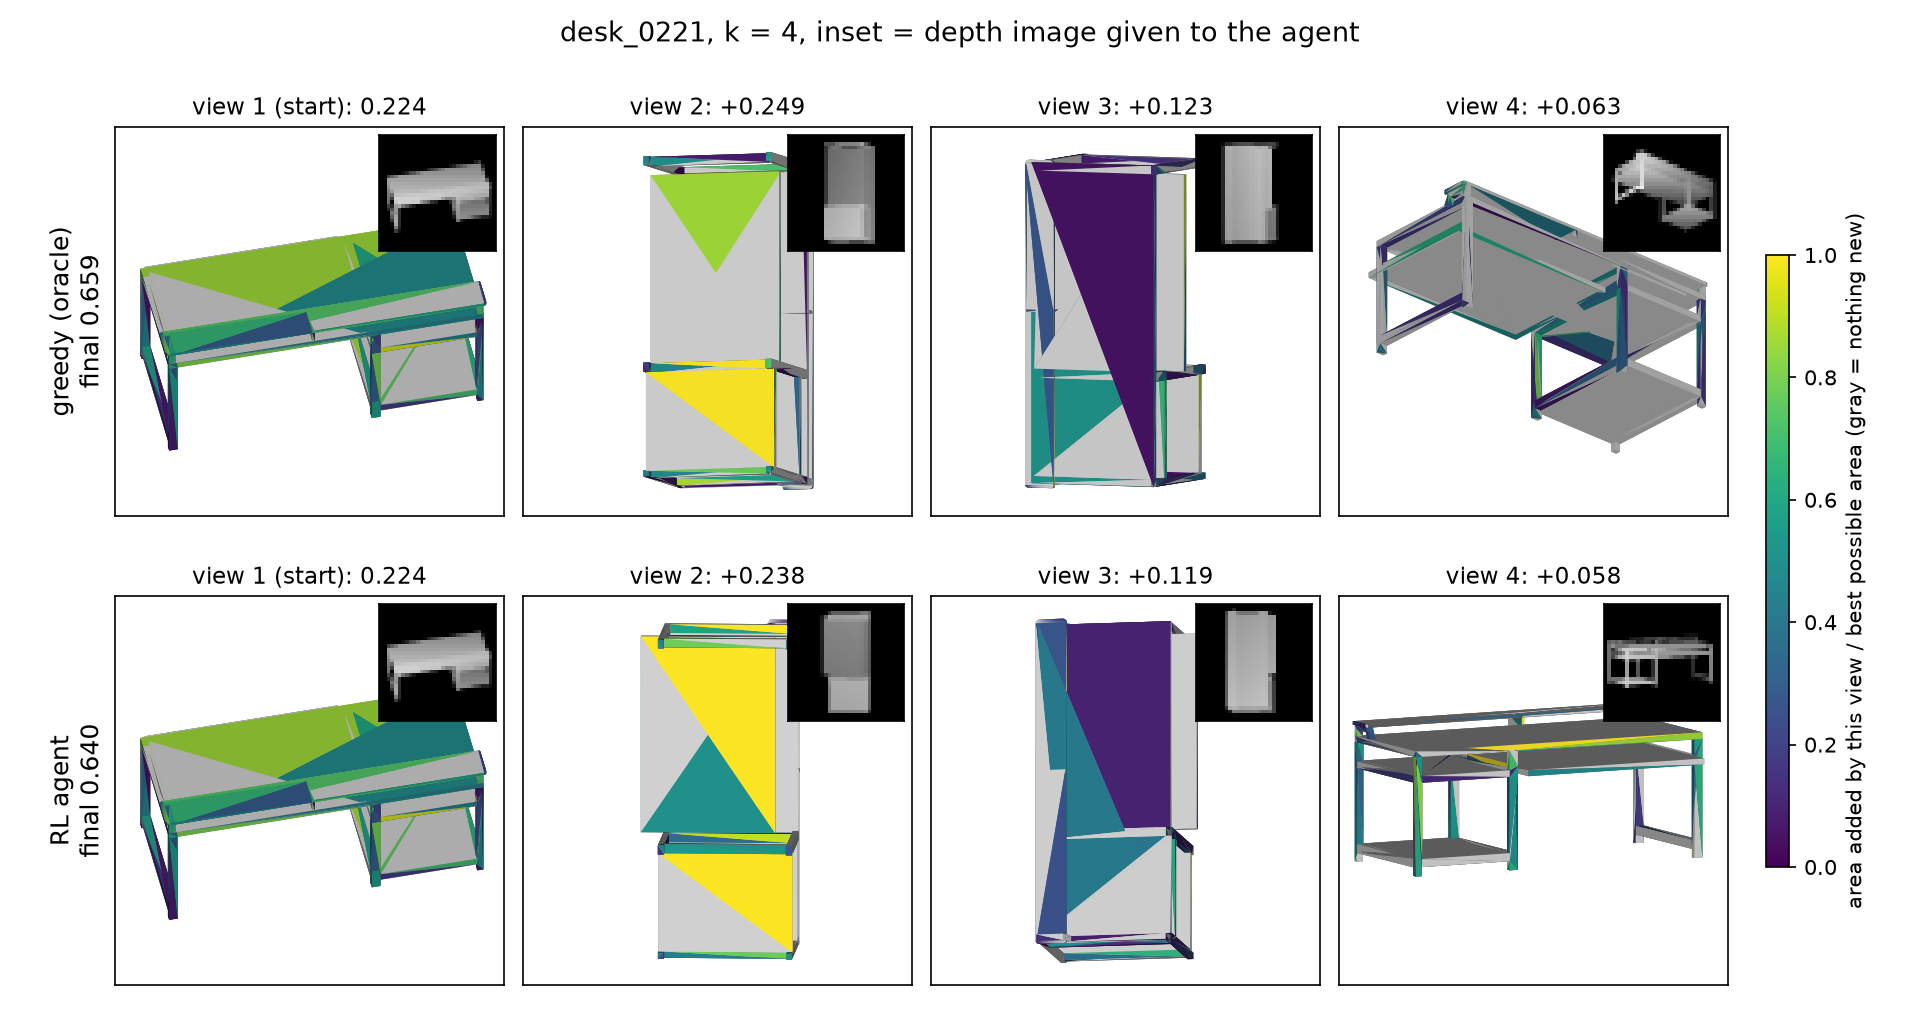 desk_0221, k = 4, inset = depth image given to the agent
view 1 (start): 0.224
view 2: +0.249
view 3: +0.123
view 4: +0.063
greedy (oracle)
final 0.659
view 1 (start): 0.224
view 2: +0.238
view 3: +0.119
view 4: +0.058
RL agent
final 0.640
1.0
0.8
0.6
0.4
0.2
0.0
area added by this view / best possible area (gray = nothing new)